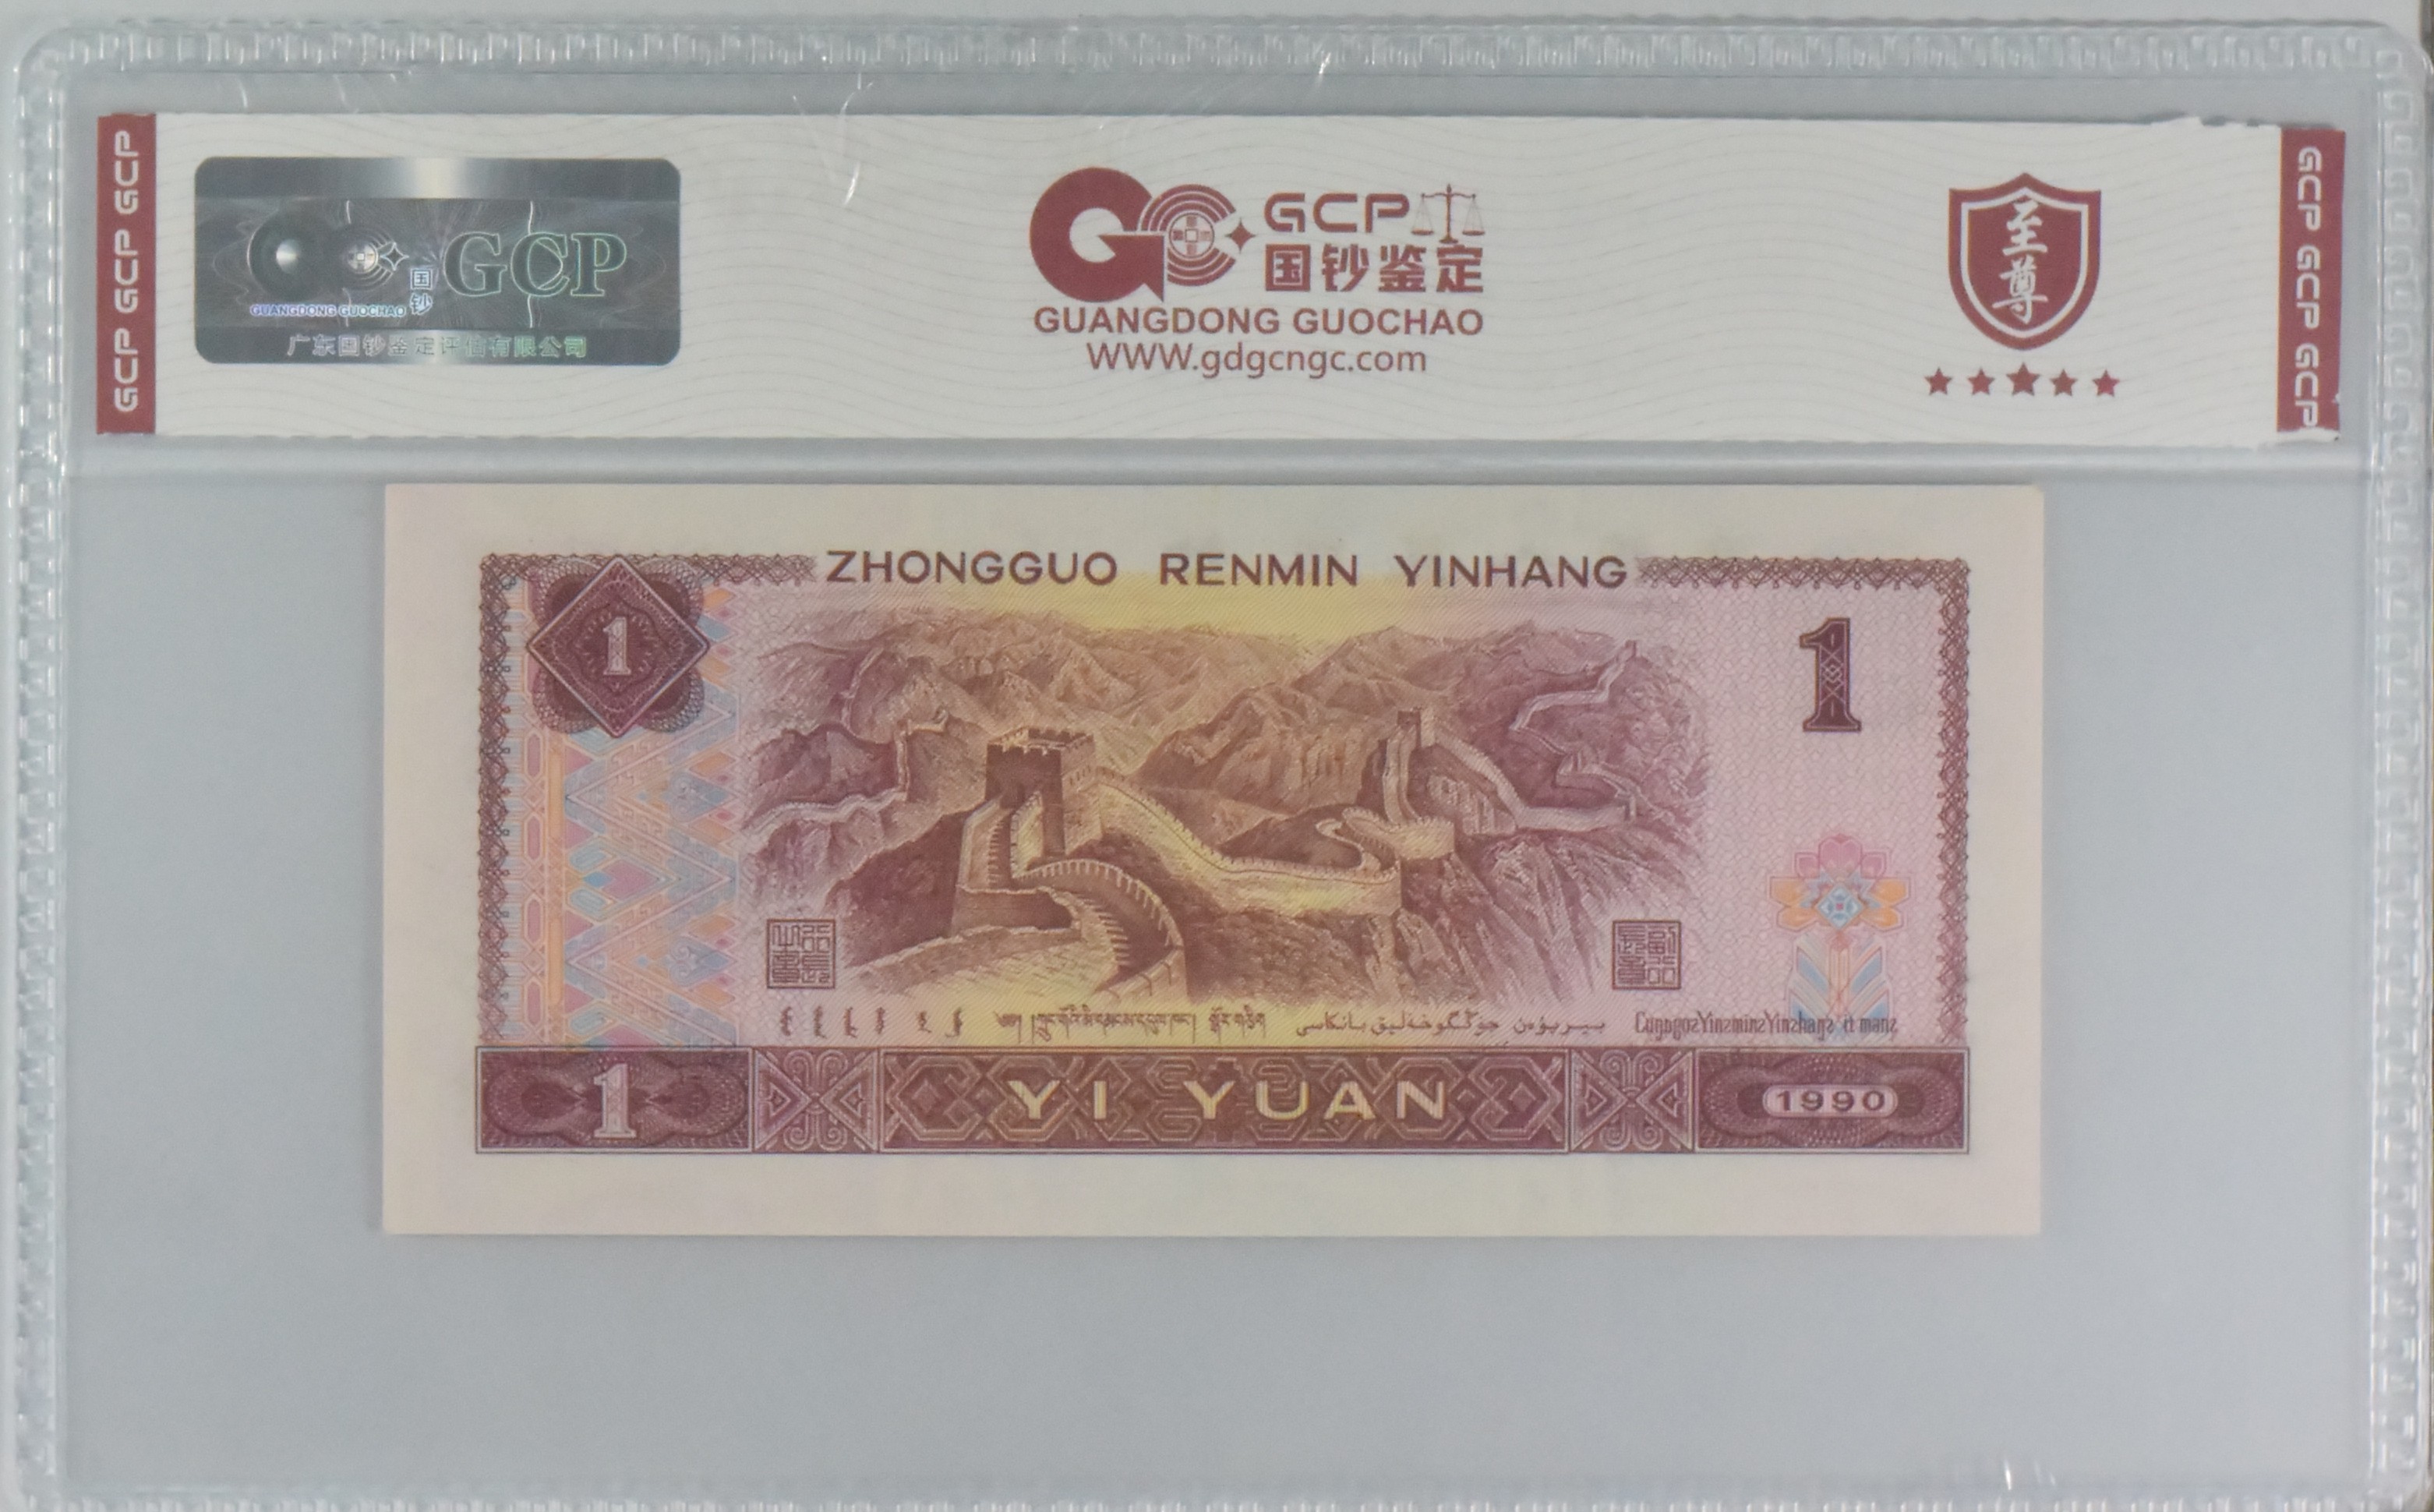 GCP GCP GCP
GCP
国
钞
GUANGDONG GUOCHAO
广东国钞鉴定评估有限公司
GCP
国钞鉴定
GUANGDONG GUOCHAO
WWW.gdgcngc.com
至
尊
GCP GCP GCP
ZHONGGUO RENMIN YINHANG
1
1
1
YI YUAN
1990